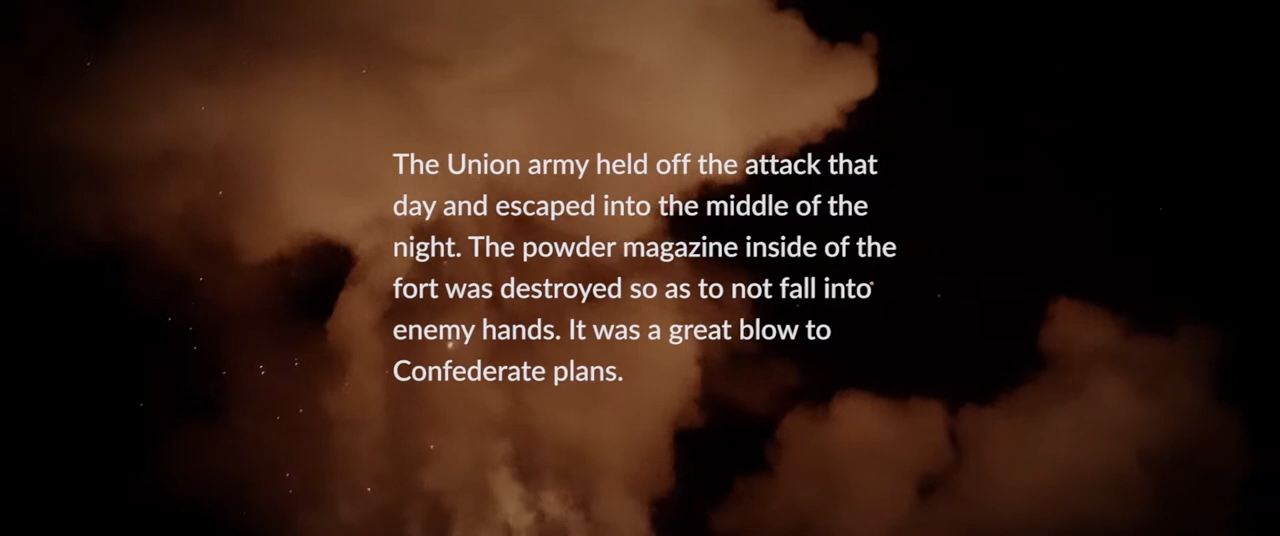 The Union army held off the attack that
day and escaped into the middle of the
night. The powder magazine inside of the
fort was destroyed so as to not fall into
enemy hands. It was a great blow to
Confederate plans.